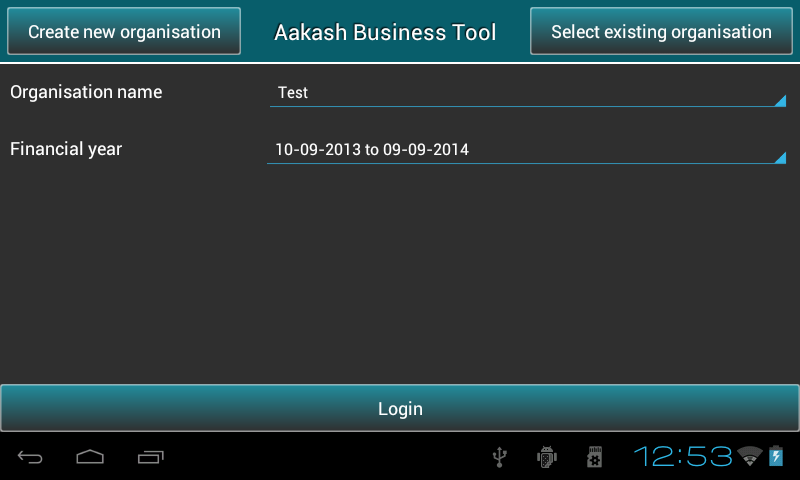 Create new organisation
Aakash Business Tool
Select existing organisation
Organisation name
Test
Financial year
10-09-2013 to 09-09-2014
Login
12:53